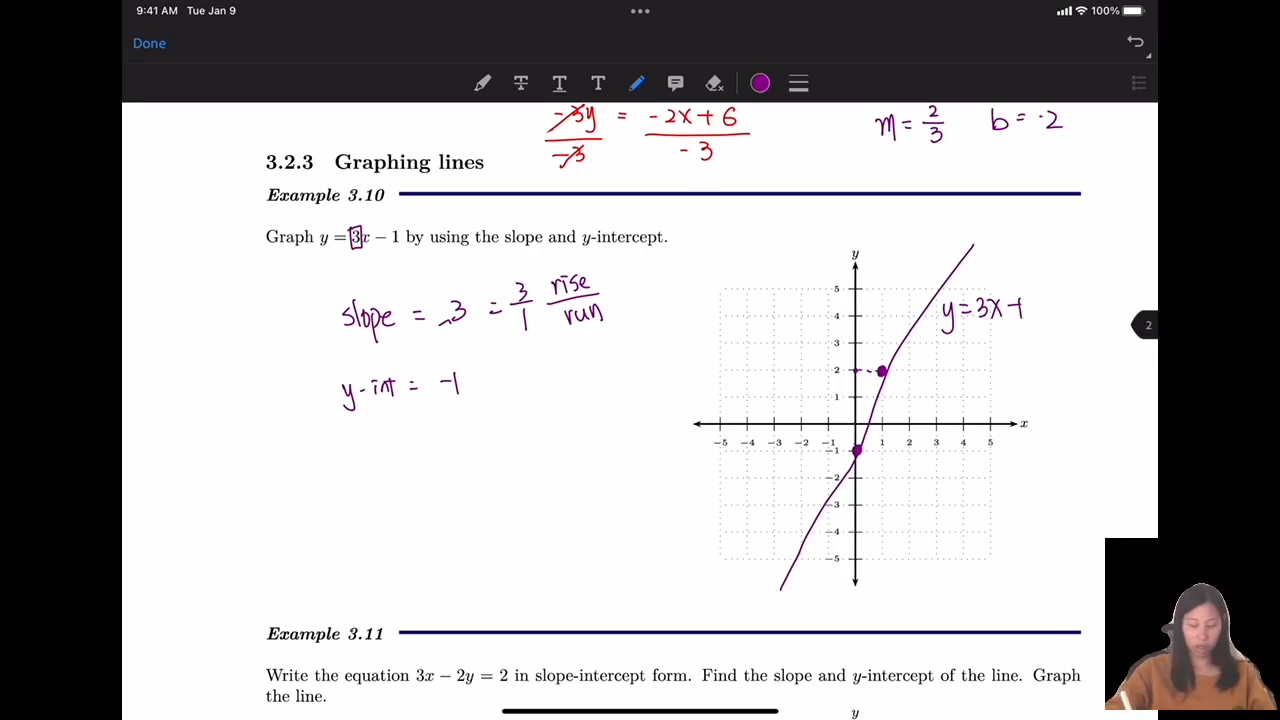 9:41 AM Tue Jan 9
100%
Done
-3y = -2x + 6
-3 -3
m = 2/3 b = -2
3.2.3 Graphing lines
Example 3.10
Graph y = 3x − 1 by using the slope and y-intercept.
slope = 3 = 3/1 rise/run
y-int = -1
y
5
4
3
2
1
−5 −4 −3 −2 −1 1 2 3 4 5
x
−1
−2
−3
−4
−5
y = 3x-1
2
Example 3.11
Write the equation 3x − 2y = 2 in slope-intercept form. Find the slope and y-intercept of the line. Graph
the line.
y